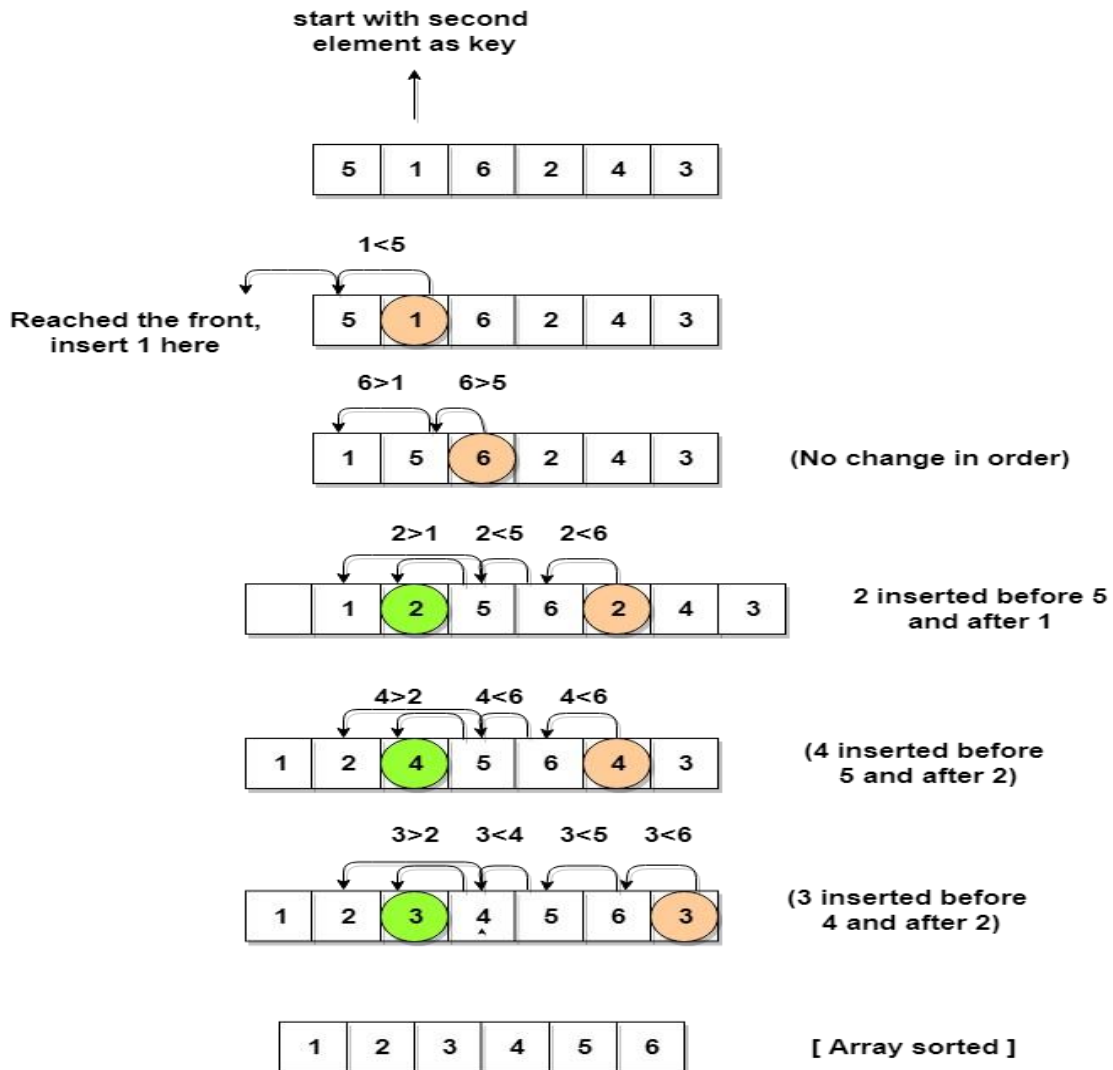 start with second
element as key
5 1 6 2 4 3
1<5
Reached the front,
insert 1 here
5 1 6 2 4 3
6>1 6>5
1 5 6 2 4 3
(No change in order)
2>1 2<5 2<6
1 2 5 6 2 4 3
2 inserted before 5
and after 1
4>2 4<6 4<6
1 2 4 5 6 4 3
(4 inserted before
5 and after 2)
3>2 3<4 3<5 3<6
1 2 3 4 5 6 3
(3 inserted before
4 and after 2)
1 2 3 4 5 6
[ Array sorted ]